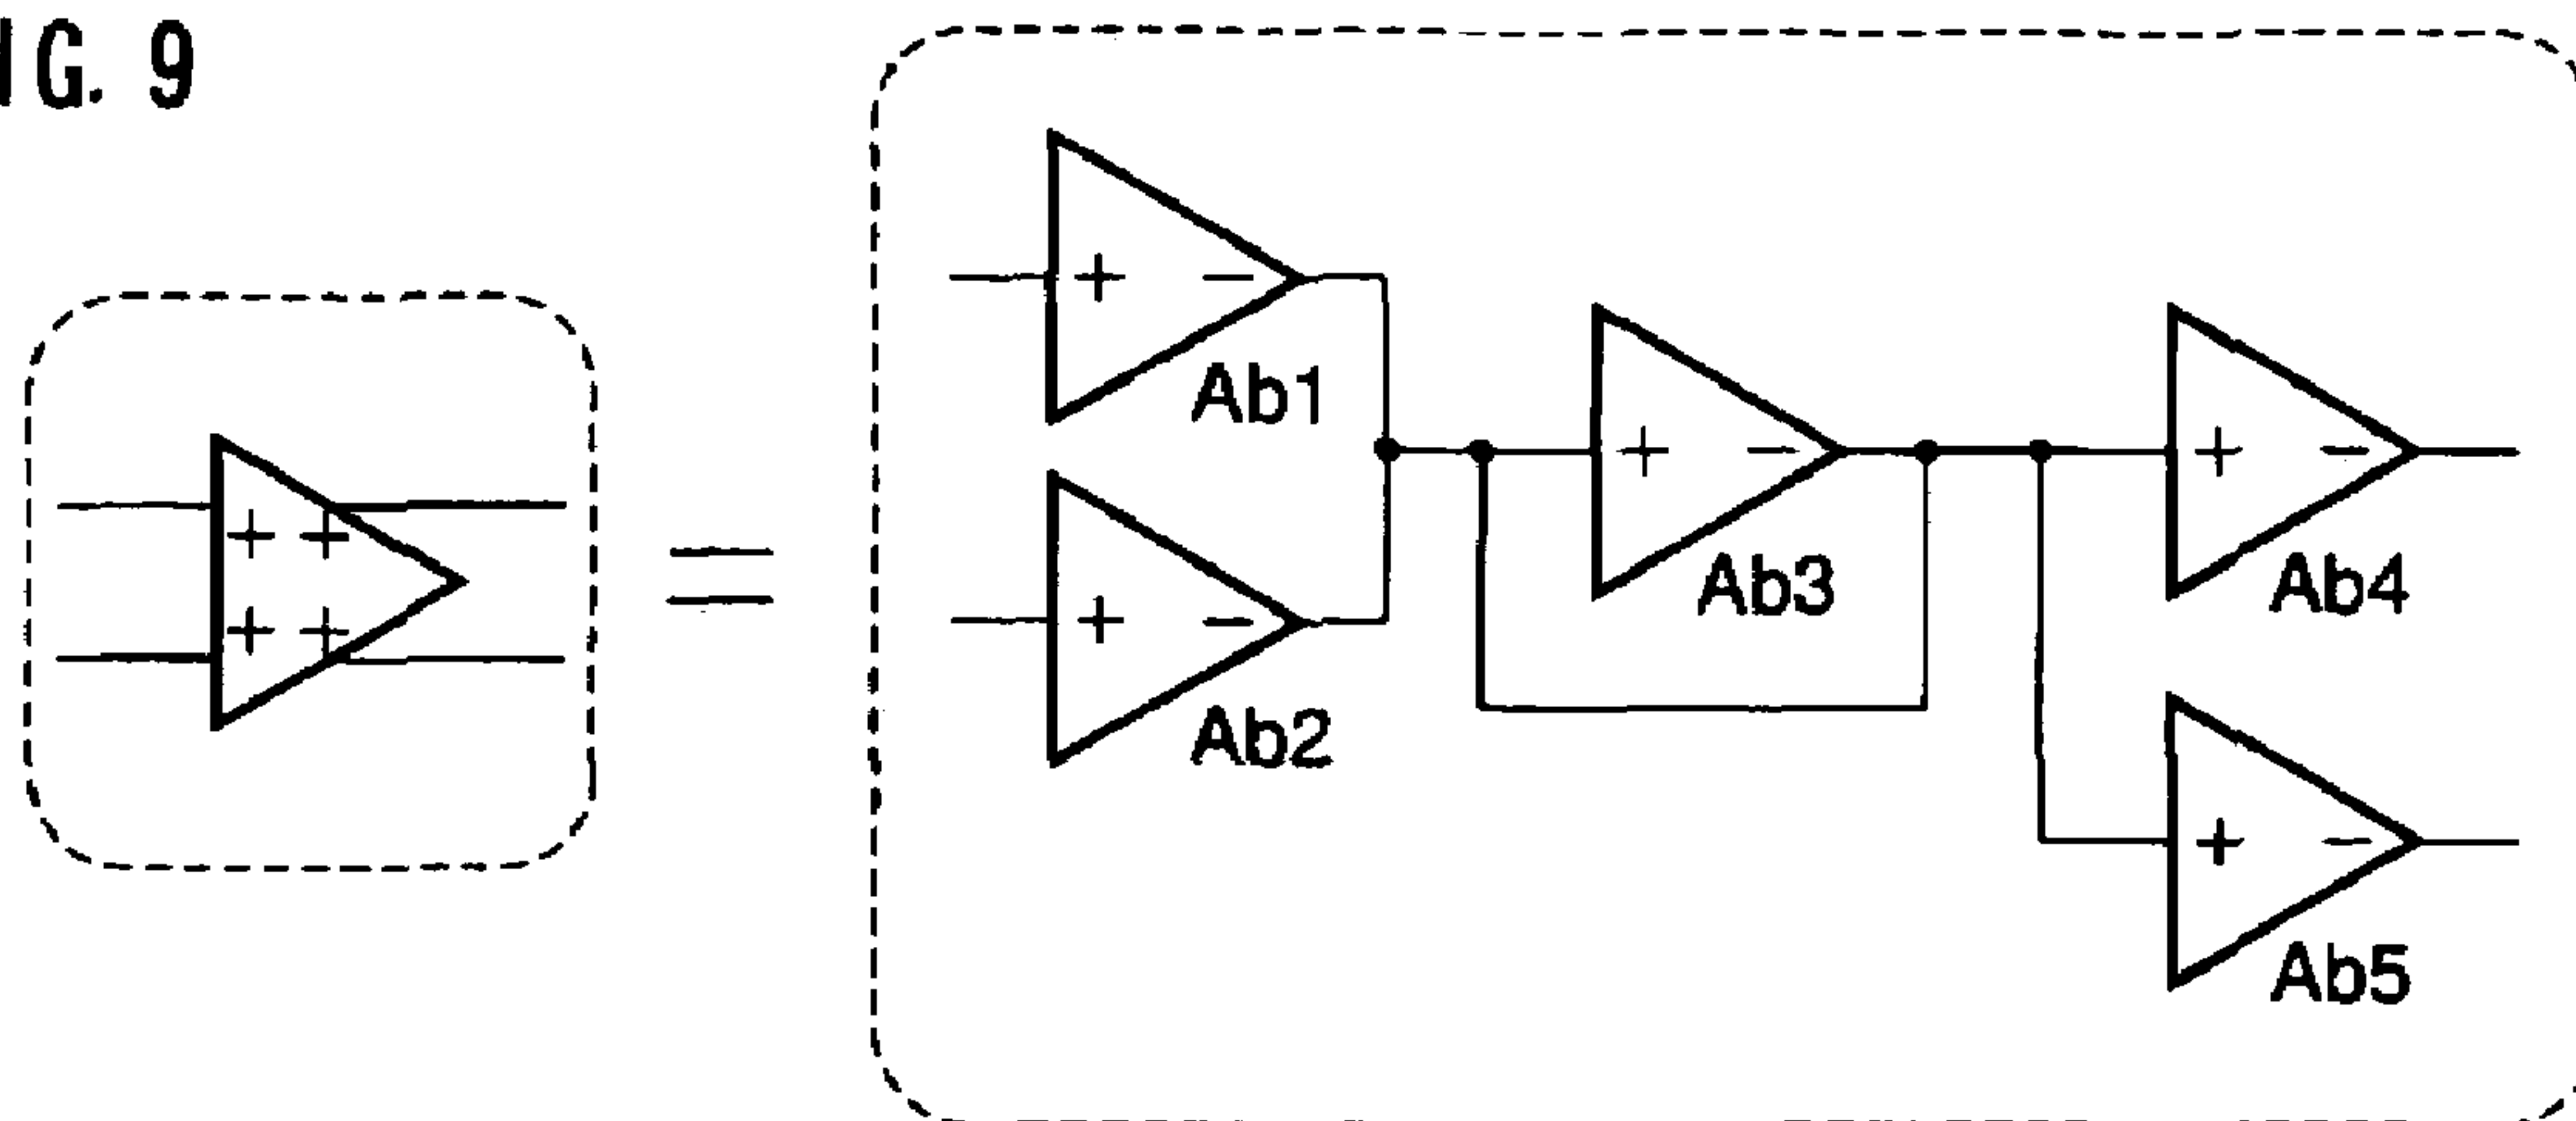 IG. 9
+ -
Ab1
+ -
Ab2
+ -
Ab3
+ -
Ab4
+ -
Ab5
+ +
+ +
=